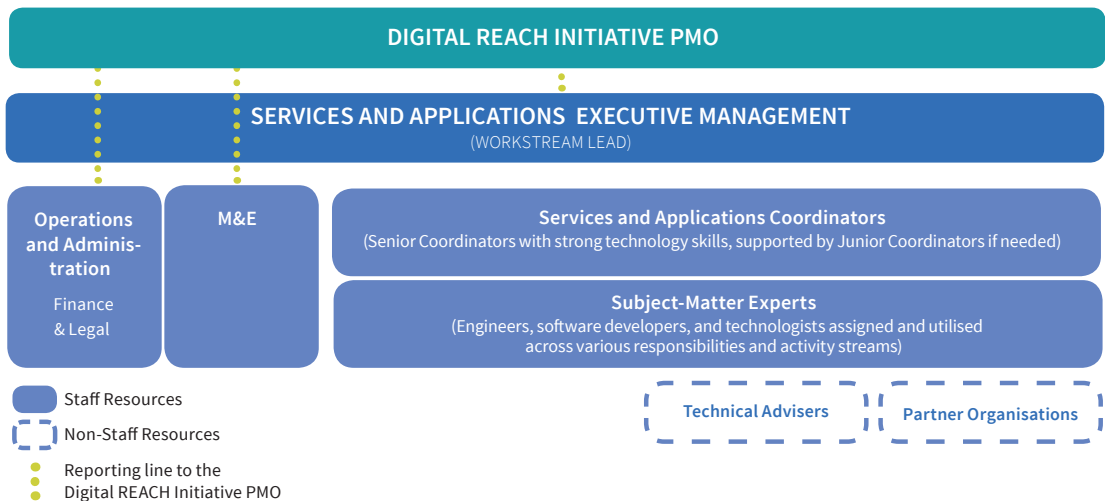 DIGITAL REACH INITIATIVE PMO
SERVICES AND APPLICATIONS EXECUTIVE MANAGEMENT
(WORKSTREAM LEAD)
Operations
and Adminis-
tration
Finance
& Legal
M&E
Services and Applications Coordinators
(Senior Coordinators with strong technology skills, supported by Junior Coordinators if needed)
Subject-Matter Experts
(Engineers, software developers, and technologists assigned and utilised
across various responsibilities and activity streams)
Staff Resources
Non-Staff Resources
Reporting line to the
Digital REACH Initiative PMO
Technical Advisers
Partner Organisations